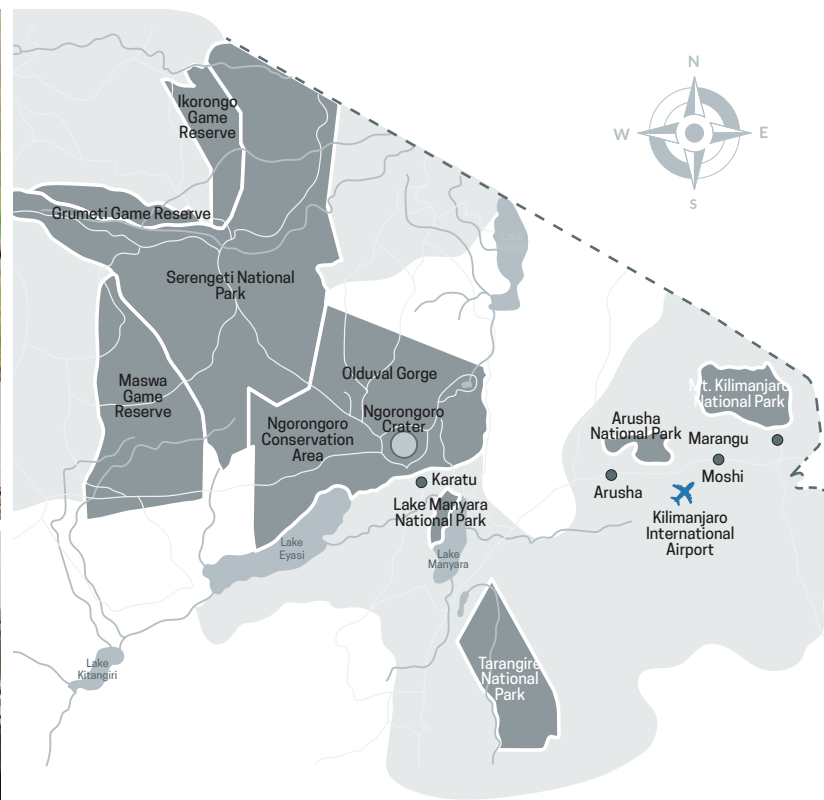 N
W
E
S
Ikorongo
Game
Reserve
Grumeti Game Reserve
Serengeti National
Park
Maswa
Game
Reserve
Olduval Gorge
Ngorongoro
Crater
Ngorongoro
Conservation
Area
Karatu
Lake Manyara
National Park
Lake
Eyasi
Lake
Manyara
Lake
Kitangiri
Tarangire
National
Park
Mt. Kilimanjaro
National Park
Arusha
National Park
Marangu
Moshi
Arusha
Kilimanjaro
International
Airport